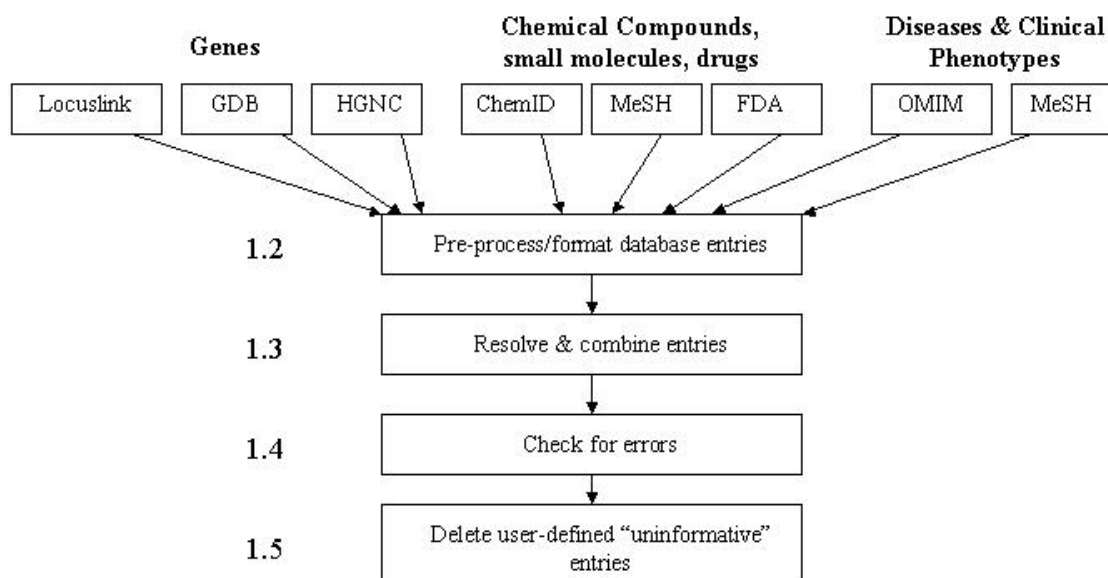 Genes
Chemical Compounds,
small molecules, drugs
Diseases & Clinical
Phenotypes
Locuslink
GDB
HGNC
ChemID
MeSH
FDA
OMIM
MeSH
1.2
Pre-process/format database entries
1.3
Resolve & combine entries
1.4
Check for errors
1.5
Delete user-defined “uninformative”
entries